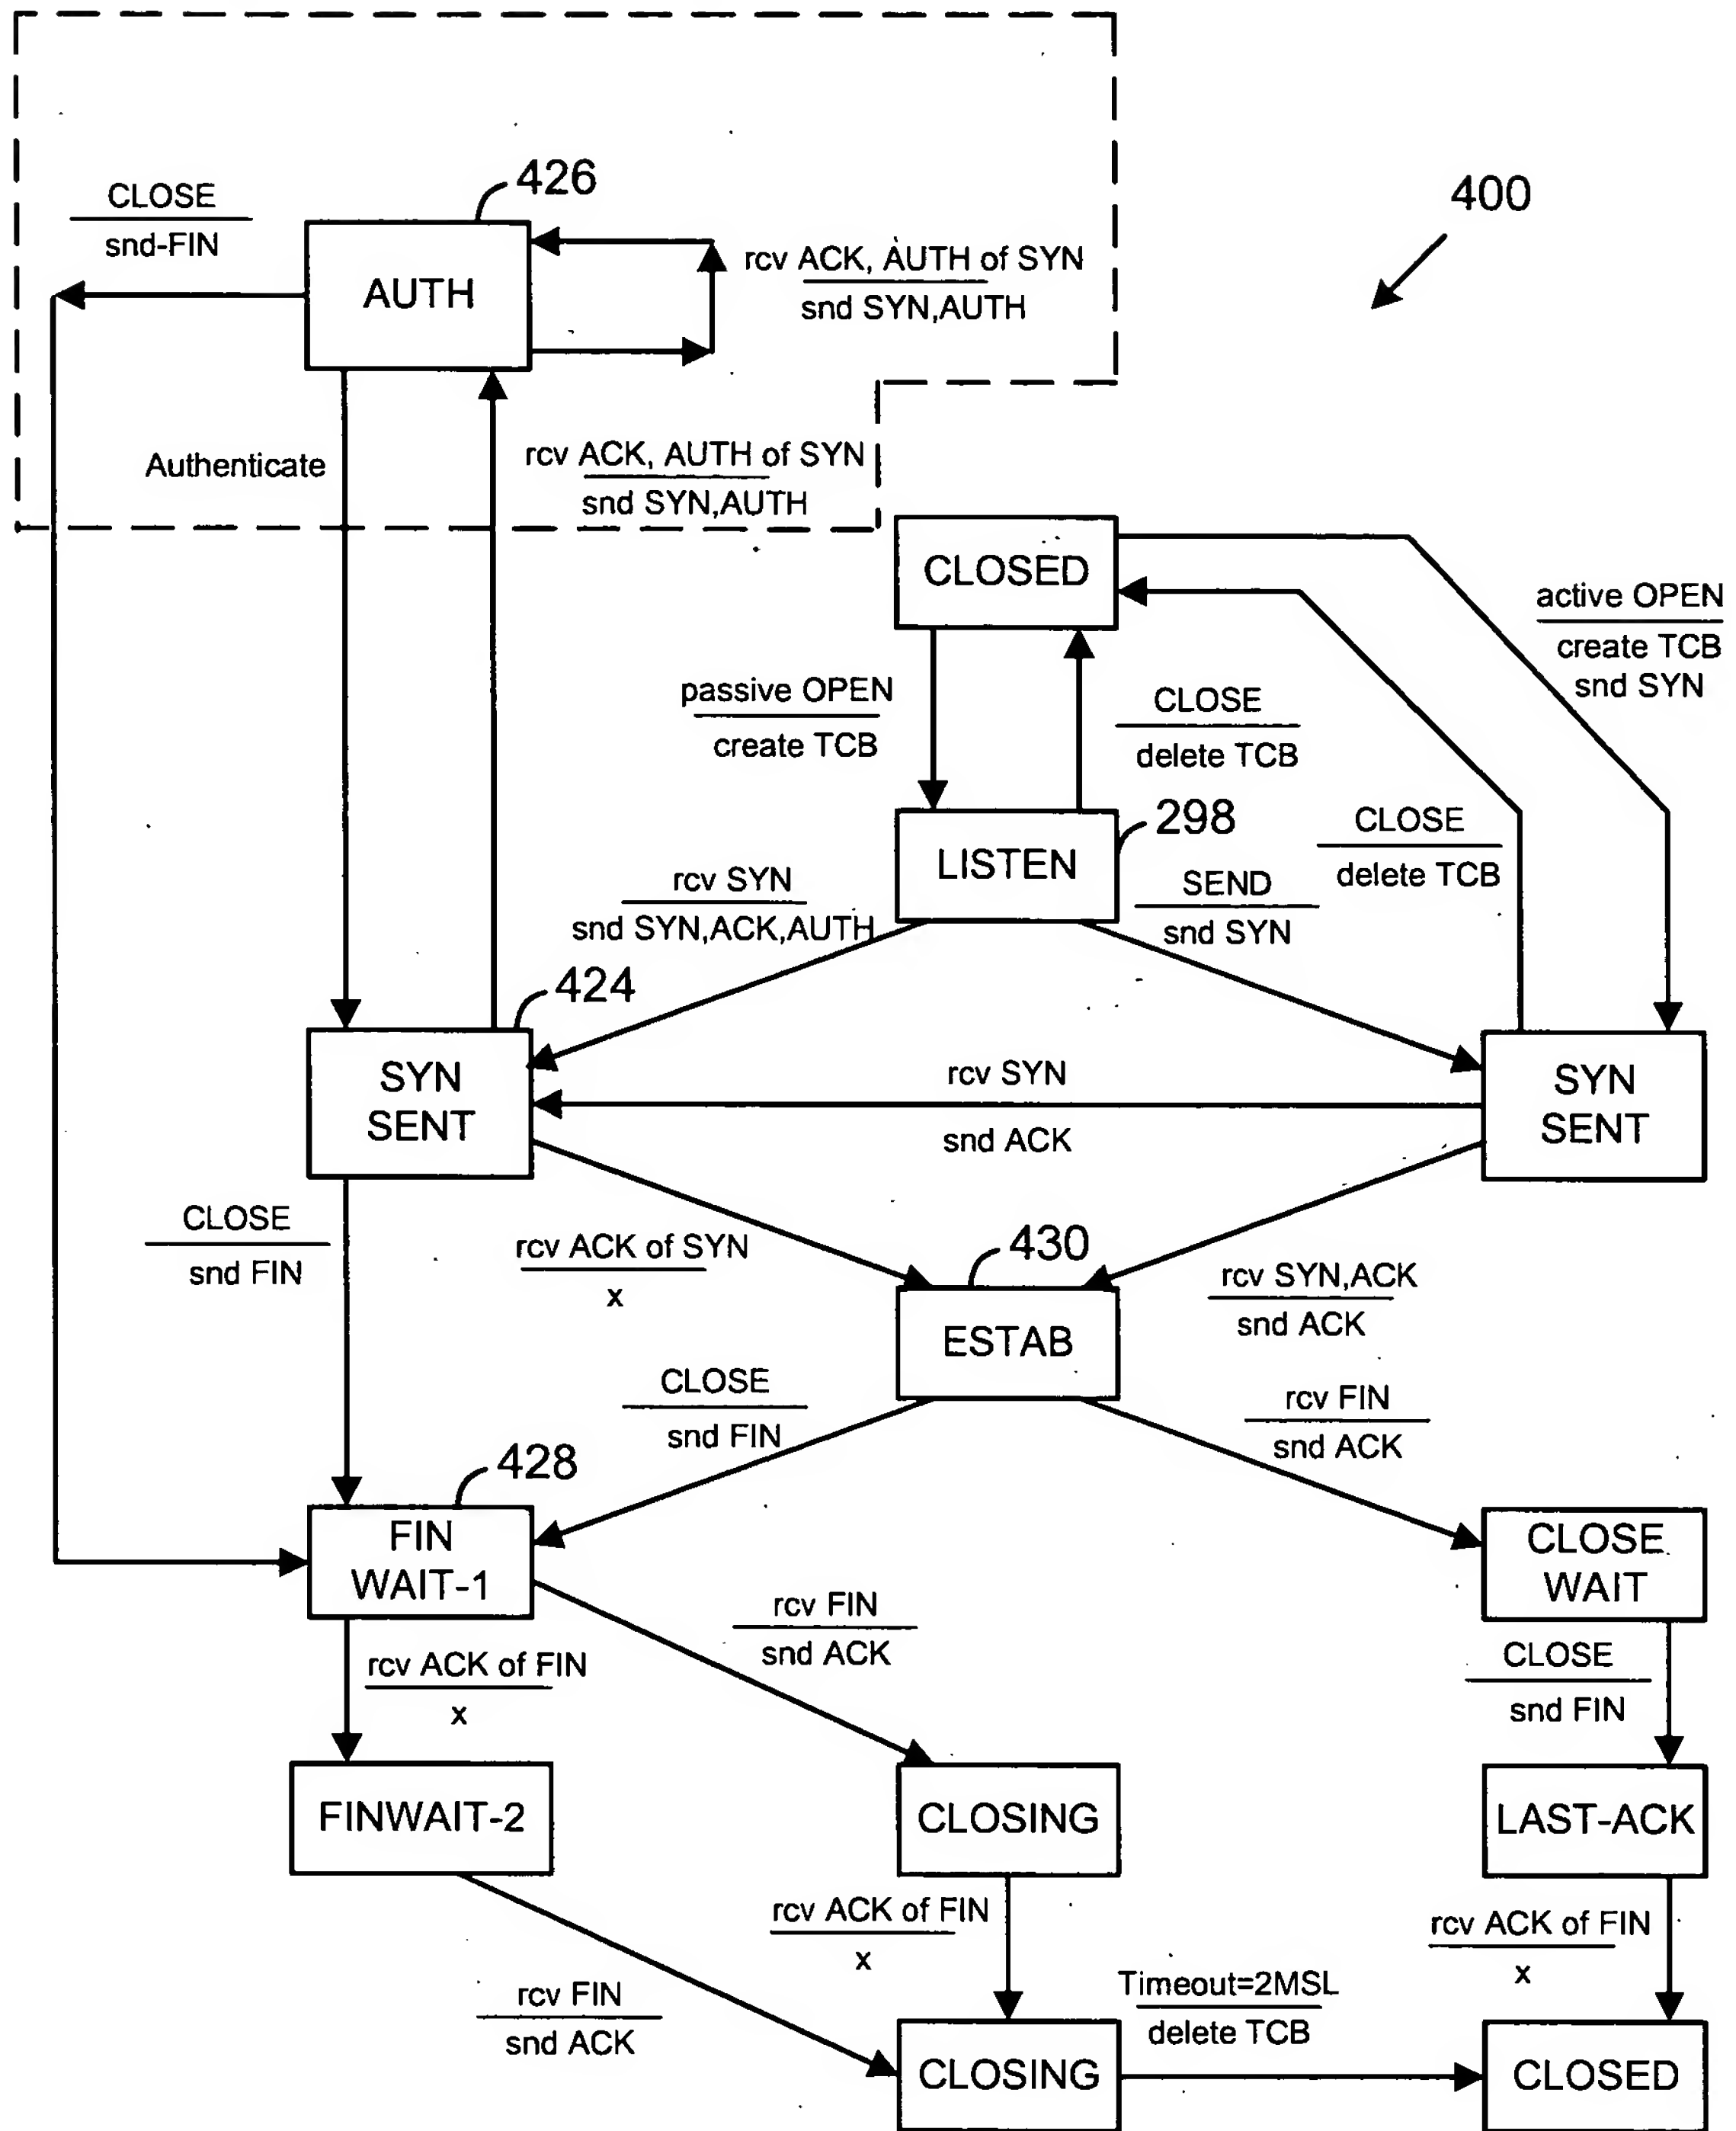 426
CLOSE
snd-FIN
400
AUTH
rcv ACK, AUTH of SYN
snd SYN,AUTH
Authenticate
rcv ACK, AUTH of SYN
snd SYN,AUTH
CLOSED
active OPEN
create TCB
snd SYN
passive OPEN
create TCB
CLOSE
delete TCB
298
LISTEN
CLOSE
delete TCB
rcv SYN
snd SYN,ACK,AUTH
SEND
snd SYN
424
SYN
SENT
rcv SYN
snd ACK
SYN
SENT
CLOSE
snd FIN
rcv ACK of SYN
x
430
ESTAB
rcv SYN,ACK
snd ACK
CLOSE
snd FIN
rcv FIN
snd ACK
428
FIN
WAIT-1
CLOSE
WAIT
rcv FIN
snd ACK
rcv ACK of FIN
x
CLOSE
snd FIN
FINWAIT-2
CLOSING
LAST-ACK
rcv ACK of FIN
x
rcv ACK of FIN
x
rcv FIN
snd ACK
Timeout=2MSL
delete TCB
CLOSING
CLOSED